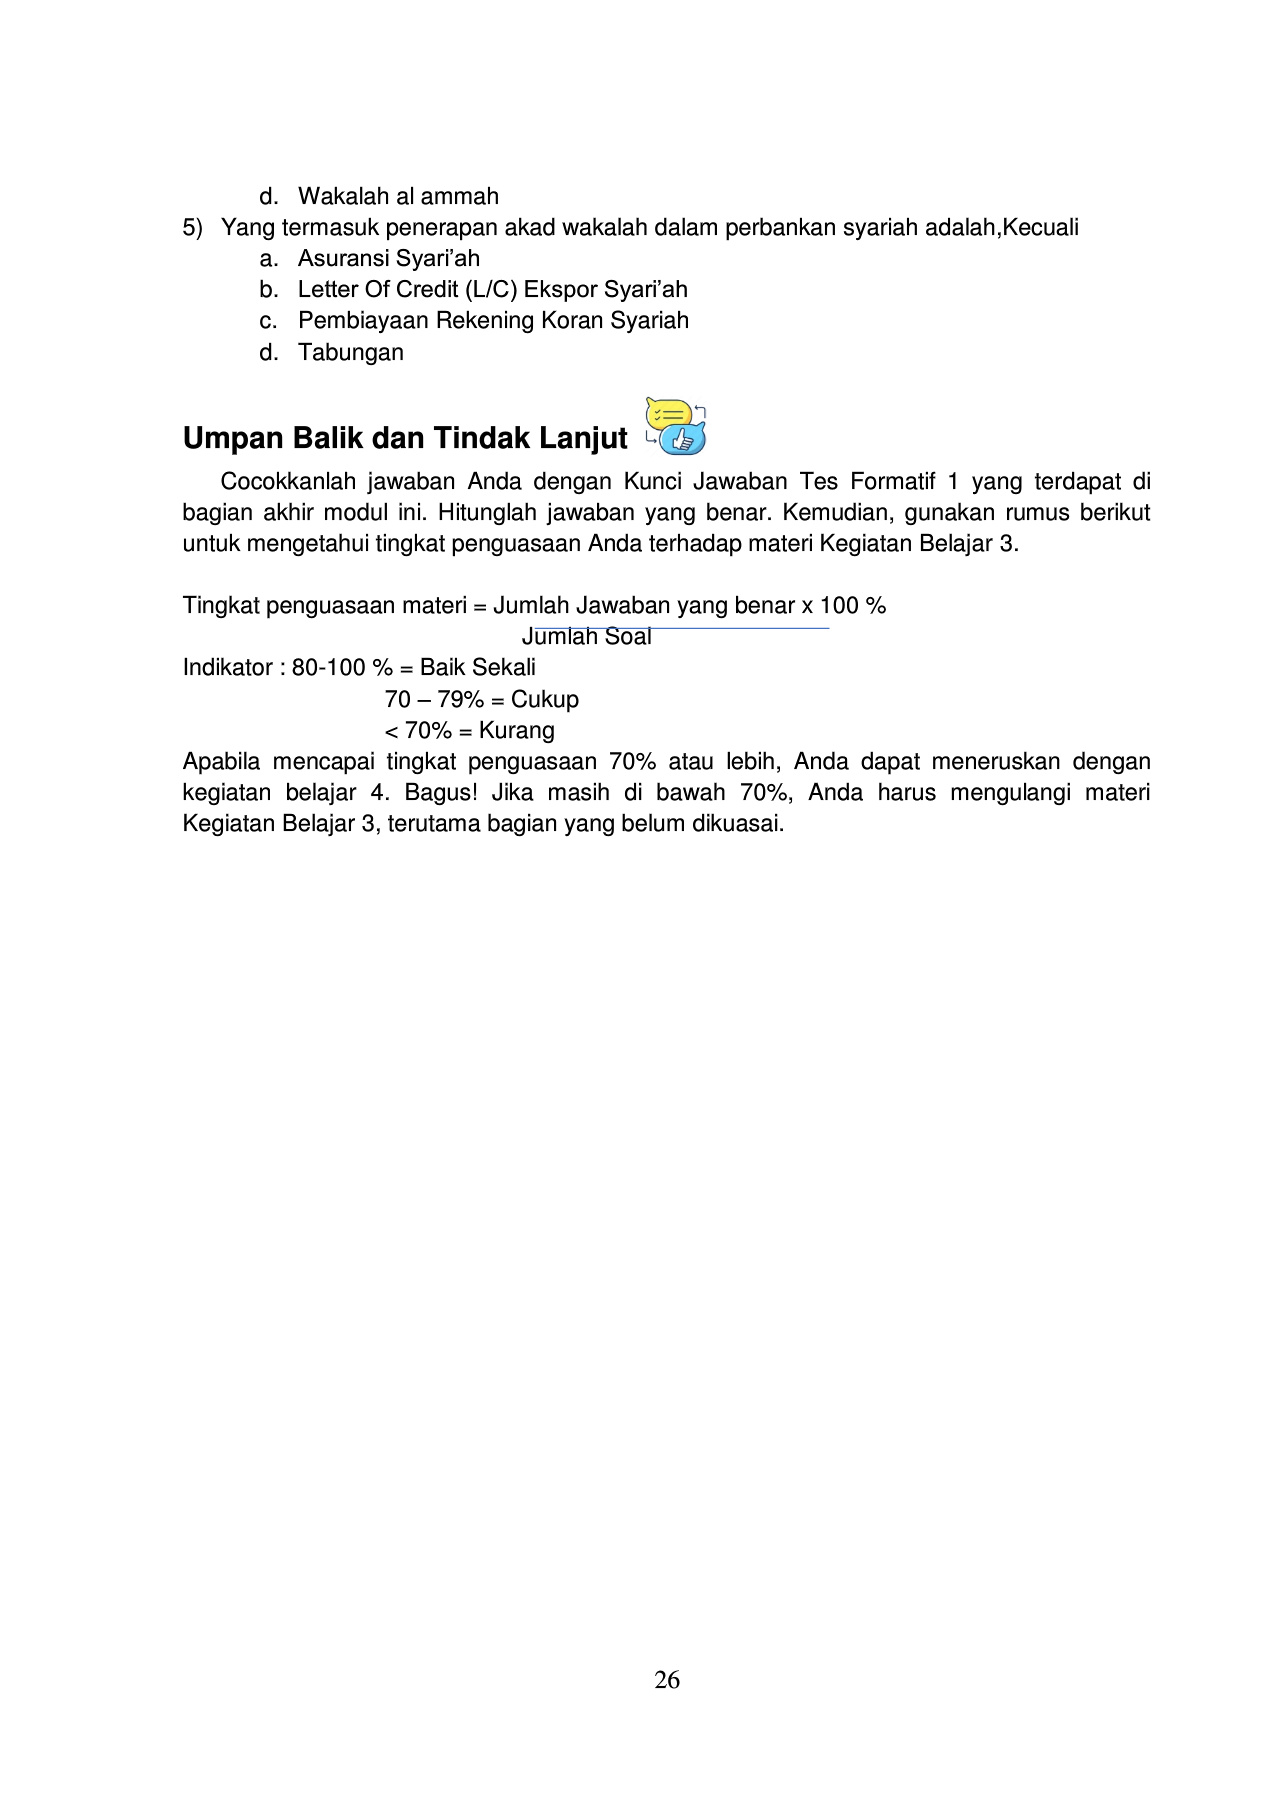 d. Wakalah al ammah
5) Yang termasuk penerapan akad wakalah dalam perbankan syariah adalah,Kecuali
a. Asuransi Syari’ah
b. Letter Of Credit (L/C) Ekspor Syari’ah
c. Pembiayaan Rekening Koran Syariah
d. Tabungan
Umpan Balik dan Tindak Lanjut
Cocokkanlah jawaban Anda dengan Kunci Jawaban Tes Formatif 1 yang terdapat di
bagian akhir modul ini. Hitunglah jawaban yang benar. Kemudian, gunakan rumus berikut
untuk mengetahui tingkat penguasaan Anda terhadap materi Kegiatan Belajar 3.
Tingkat penguasaan materi = Jumlah Jawaban yang benar x 100 %
Jumlah Soal
Indikator : 80-100 % = Baik Sekali
70 – 79% = Cukup
< 70% = Kurang
Apabila mencapai tingkat penguasaan 70% atau lebih, Anda dapat meneruskan dengan
kegiatan belajar 4. Bagus! Jika masih di bawah 70%, Anda harus mengulangi materi
Kegiatan Belajar 3, terutama bagian yang belum dikuasai.
26